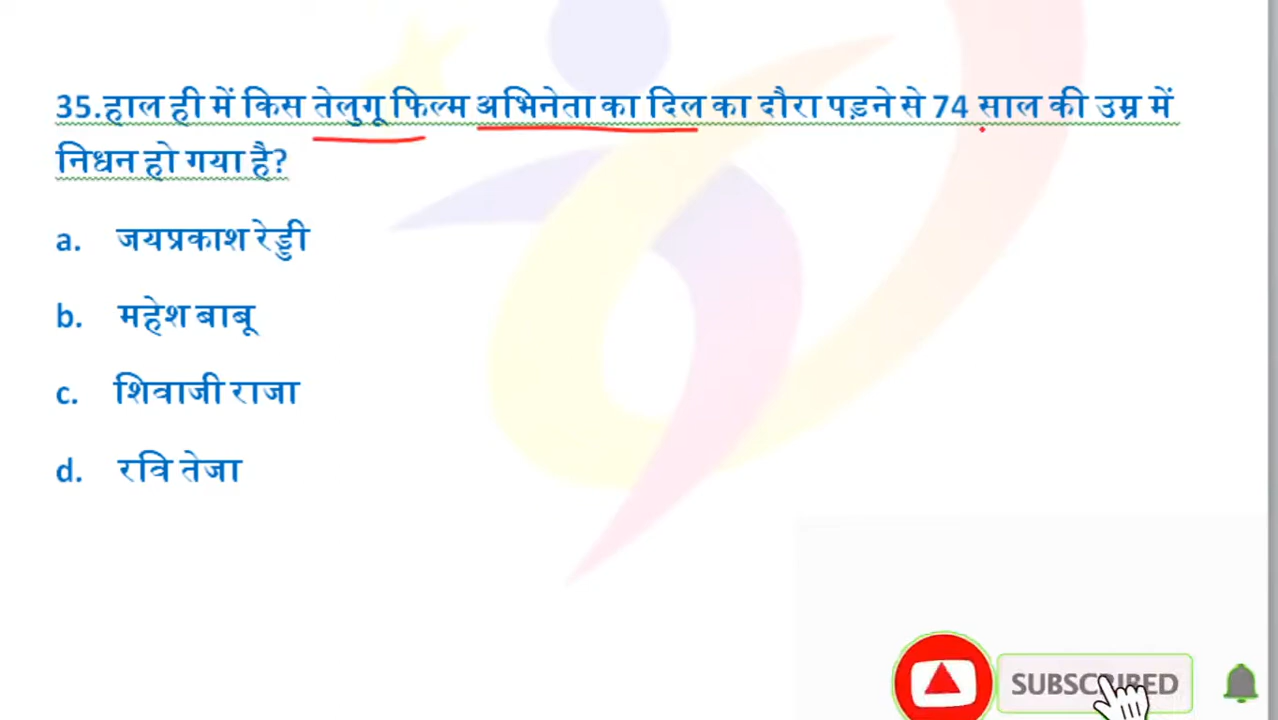 35.हाल ही में किस तेलुगू फिल्म अभिनेता का दिल का दौरा पड़ने से 74 साल की उम्र में
निधन हो गया है?
a. जयप्रकाश रेड्डी
b. महेश बाबू
c. शिवाजी राजा
d. रवि तेजा
SUBSCRIBED